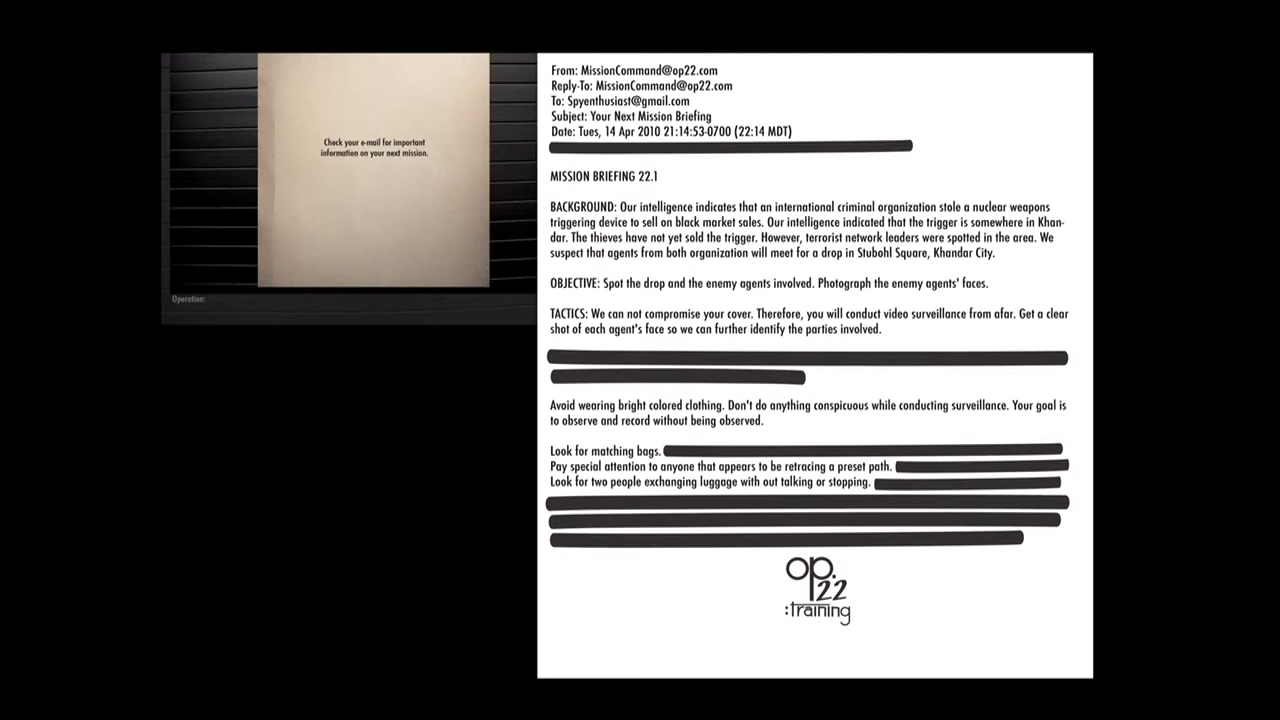 Check your e-mail for important
information on your next mission.
Operation:
From: MissionCommand@op22.com
Reply-To: MissionCommand@op22.com
To: Spyenthusiast@gmail.com
Subject: Your Next Mission Briefing
Date: Tues, 14 Apr 2010 21:14:53-0700 (22:14 MDT)
MISSION BRIEFING 22.1
BACKGROUND: Our intelligence indicates that an international criminal organization stole a nuclear weapons
triggering device to sell on black market sales. Our intelligence indicated that the trigger is somewhere in Khan-
dar. The thieves have not yet sold the trigger. However, terrorist network leaders were spotted in the area. We
suspect that agents from both organization will meet for a drop in Stubohl Square, Khandar City.
OBJECTIVE: Spot the drop and the enemy agents involved. Photograph the enemy agents' faces.
TACTICS: We can not compromise your cover. Therefore, you will conduct video surveillance from afar. Get a clear
shot of each agent's face so we can further identify the parties involved.
Avoid wearing bright colored clothing. Don't do anything conspicuous while conducting surveillance. Your goal is
to observe and record without being observed.
Look for matching bags.
Pay special attention to anyone that appears to be retracing a preset path.
Look for two people exchanging luggage with out talking or stopping.
op.
22
:training